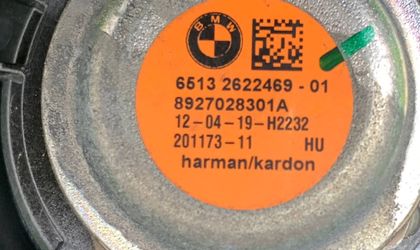 BMW
6513 2622469 - 01
8927028301A
12-04-19-H2232
201173-11 HU
harman/kardon